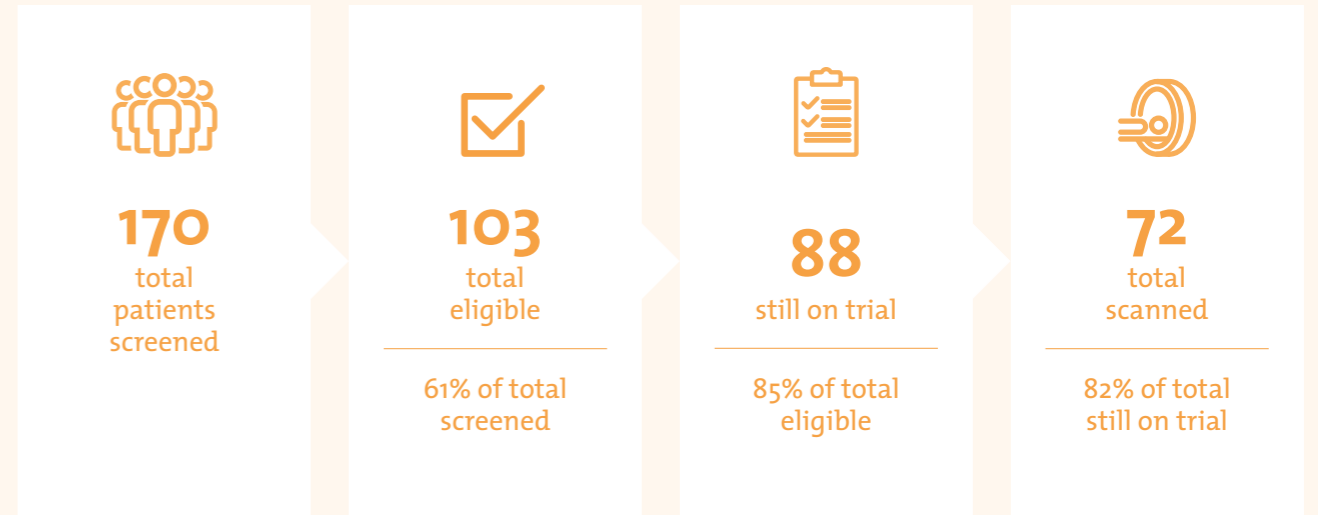 170
total
patients
screened
103
total
eligible
61% of total
screened
88
still on trial
85% of total
eligible
72
total
scanned
82% of total
still on trial